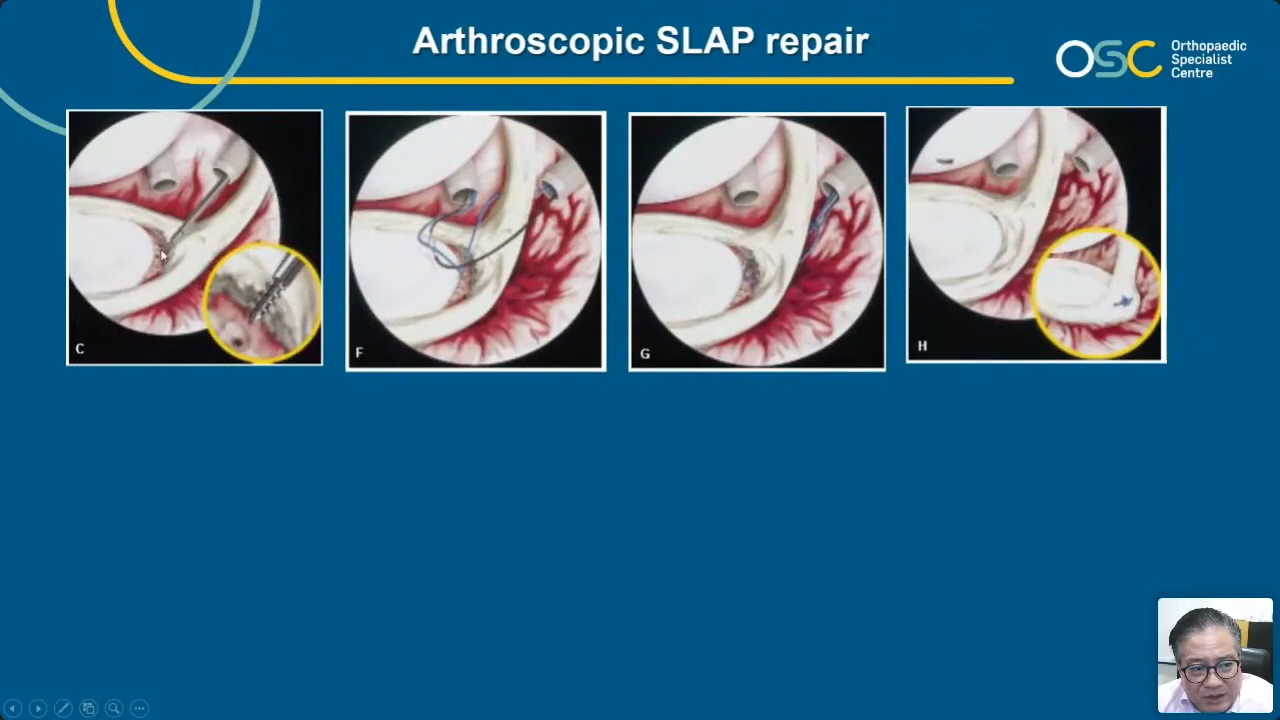 Arthroscopic SLAP repair
OSC
Orthopaedic
Specialist
Centre
C
F
G
H